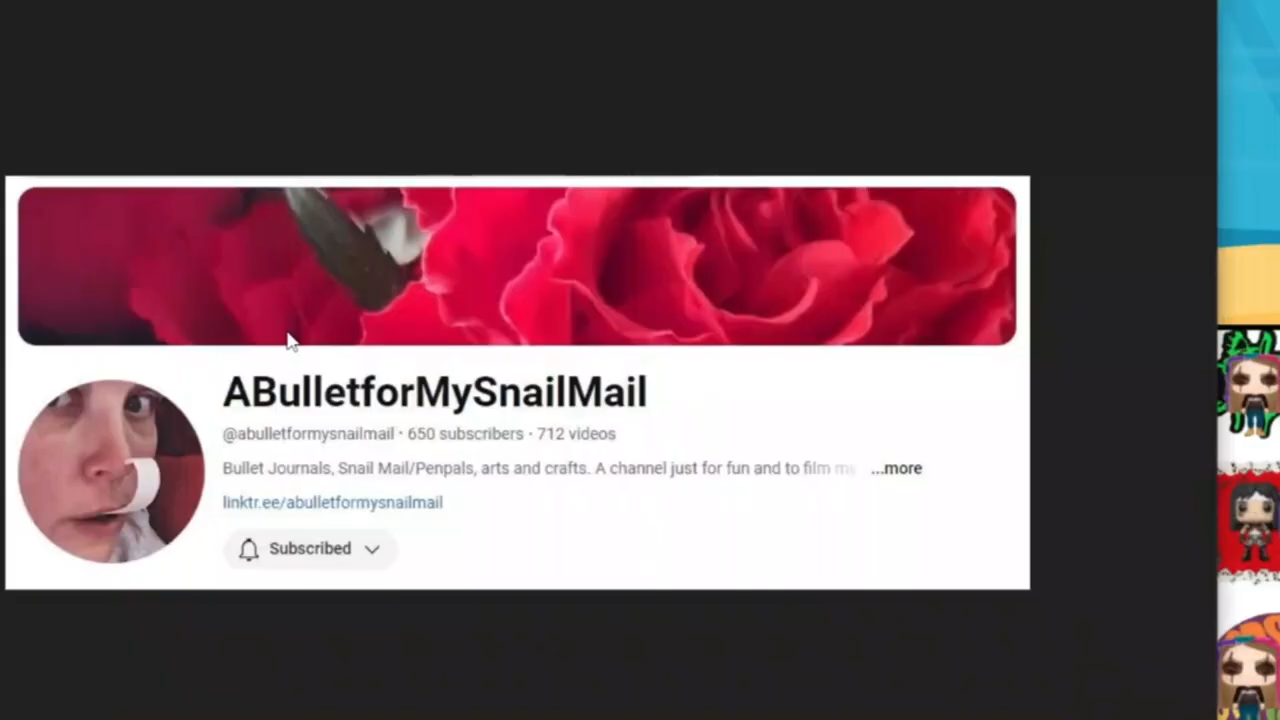 ABulletforMySnailMail
@abulletformysnailmail · 650 subscribers · 712 videos
Bullet Journals, Snail Mail/Penpals, arts and crafts. A channel just for fun and to film ...more
linktr.ee/abulletformysnailmail
Subscribed